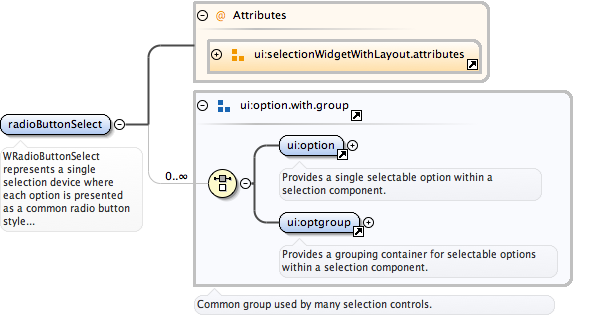 @ Attributes
ui:selectionWidgetWithLayout.attributes
radioButtonSelect
WRadioButtonSelect
represents a single
selection device where
each option is presented
as a common radio button
style...
ui:option.with.group
0..∞
ui:option
Provides a single selectable option within a
selection component.
ui:optgroup
Provides a grouping container for selectable options
within a selection component.
Common group used by many selection controls.